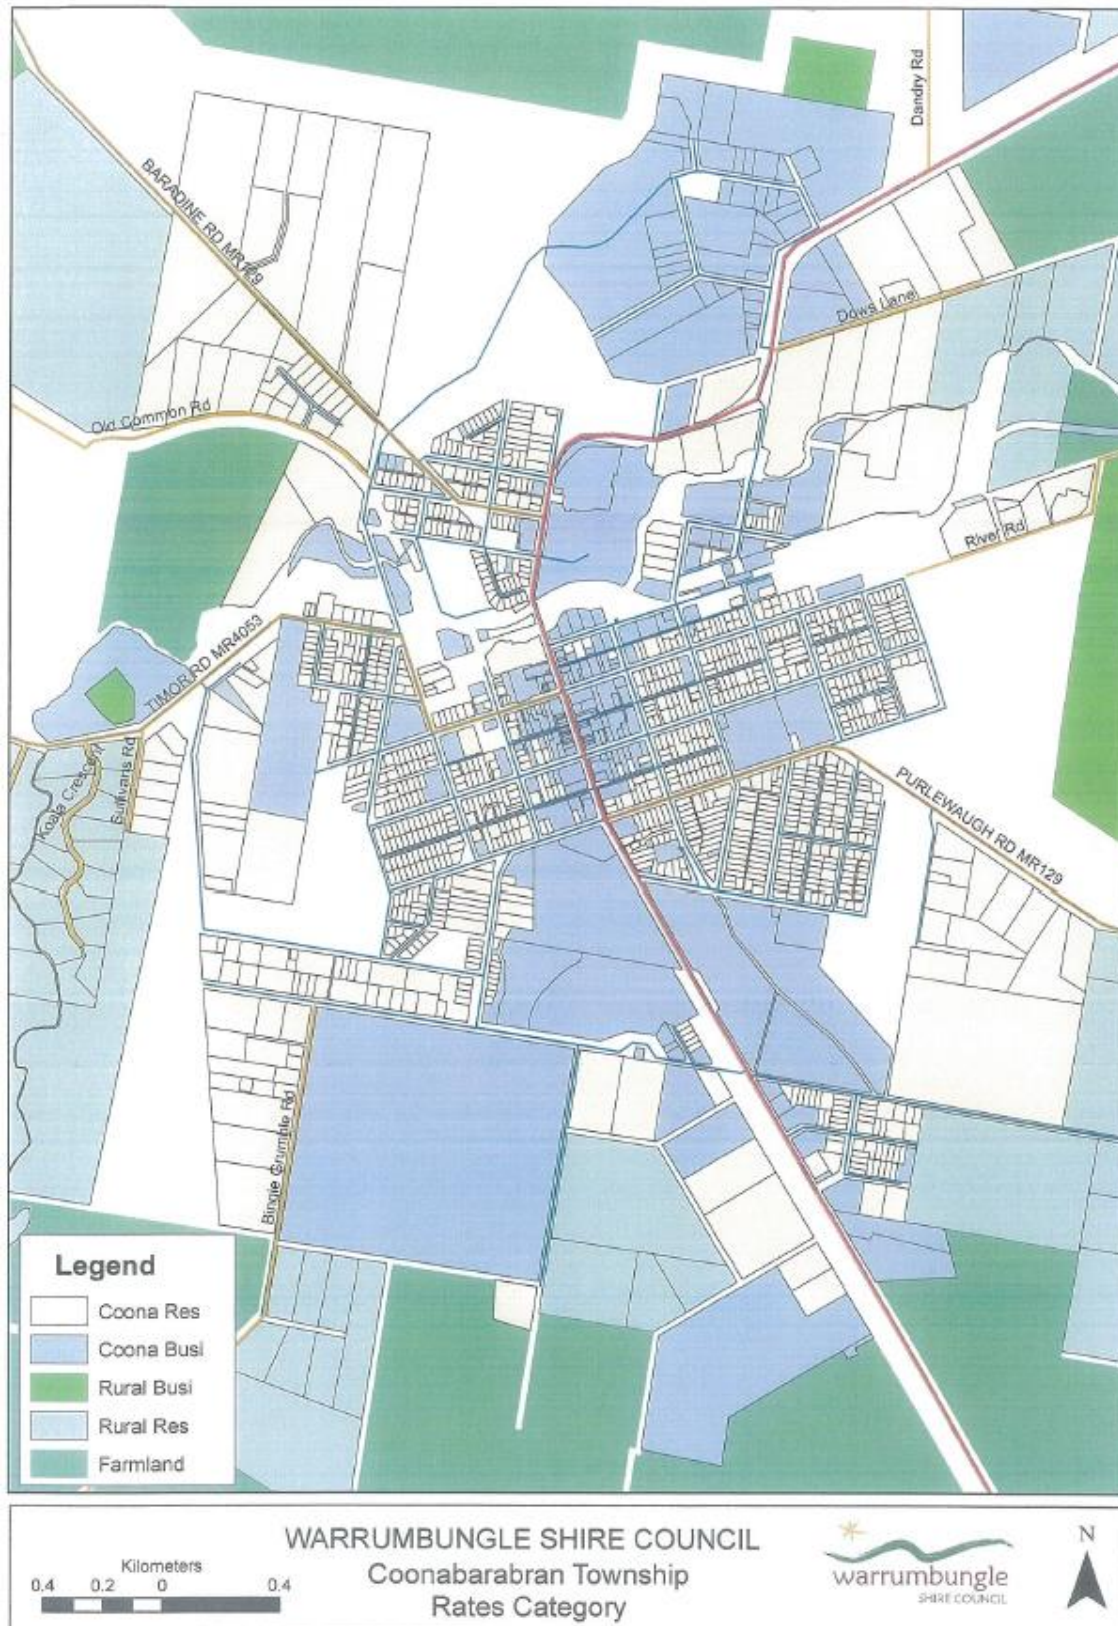 Dandry Rd
BARADINE RD MR129
Dows Lane
Old Common Rd
River Rd
TIMOR RD MR4053
Koala Crescent
Sullivans Rd
PURLEWAUGH RD MR129
Bingie Grumble Rd
Legend
Coona Res
Coona Busi
Rural Busi
Rural Res
Farmland
WARRUMBUNGLE SHIRE COUNCIL
Coonabarabran Township
Rates Category
Kilometers
0.4 0.2 0 0.4
warrumbungle
SHIRE COUNCIL
N